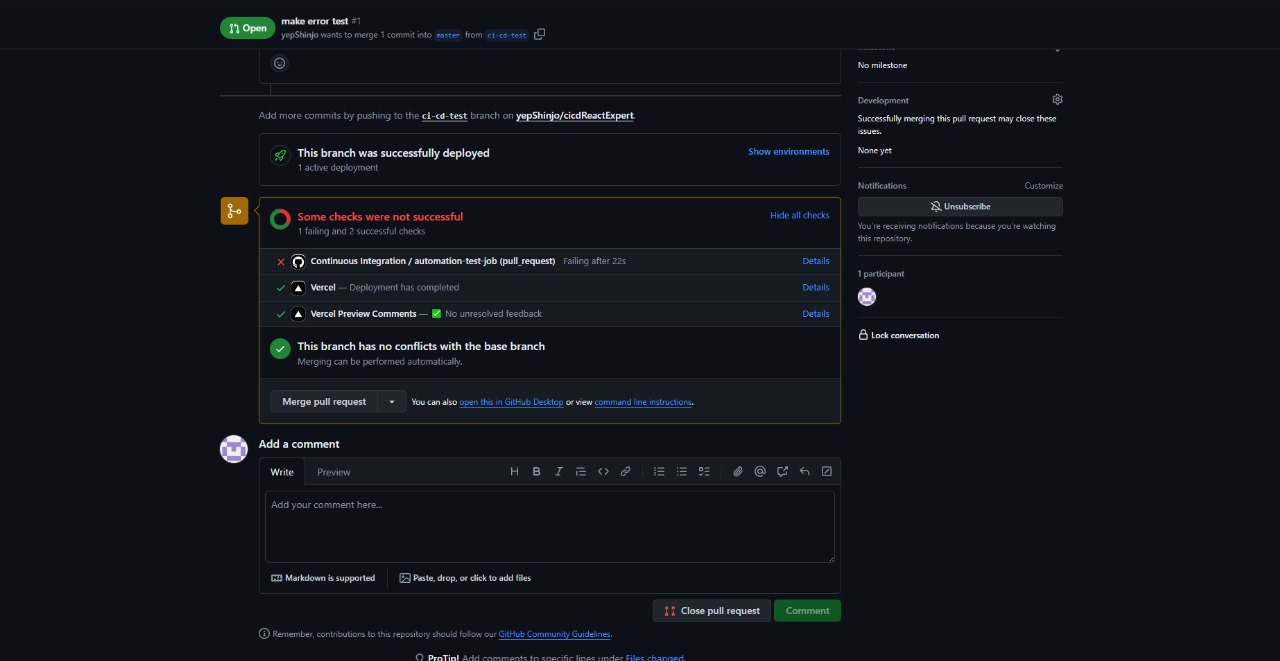 Open
make error test #1
yepShinjo wants to merge 1 commit into master from ci-cd-test
No milestone
Add more commits by pushing to the ci-cd-test branch on yepShinjo/cicdReactExpert.
This branch was successfully deployed
1 active deployment
Show environments
Some checks were not successful
1 failing and 2 successful checks
Hide all checks
Continuous Integration / automation-test-job (pull_request) Failing after 22s Details
Vercel — Deployment has completed Details
Vercel Preview Comments — ✅ No unresolved feedback Details
This branch has no conflicts with the base branch
Merging can be performed automatically.
Merge pull request You can also open this in GitHub Desktop or view command line instructions.
Development
Successfully merging this pull request may close these
issues.
None yet
Notifications Customize
Unsubscribe
You're receiving notifications because you're watching
this repository.
1 participant
Lock conversation
Add a comment
Write Preview
Add your comment here...
Markdown is supported Paste, drop, or click to add files
Close pull request Comment
Remember, contributions to this repository should follow our GitHub Community Guidelines.
ProTip! Add comments to specific lines under Files changed.